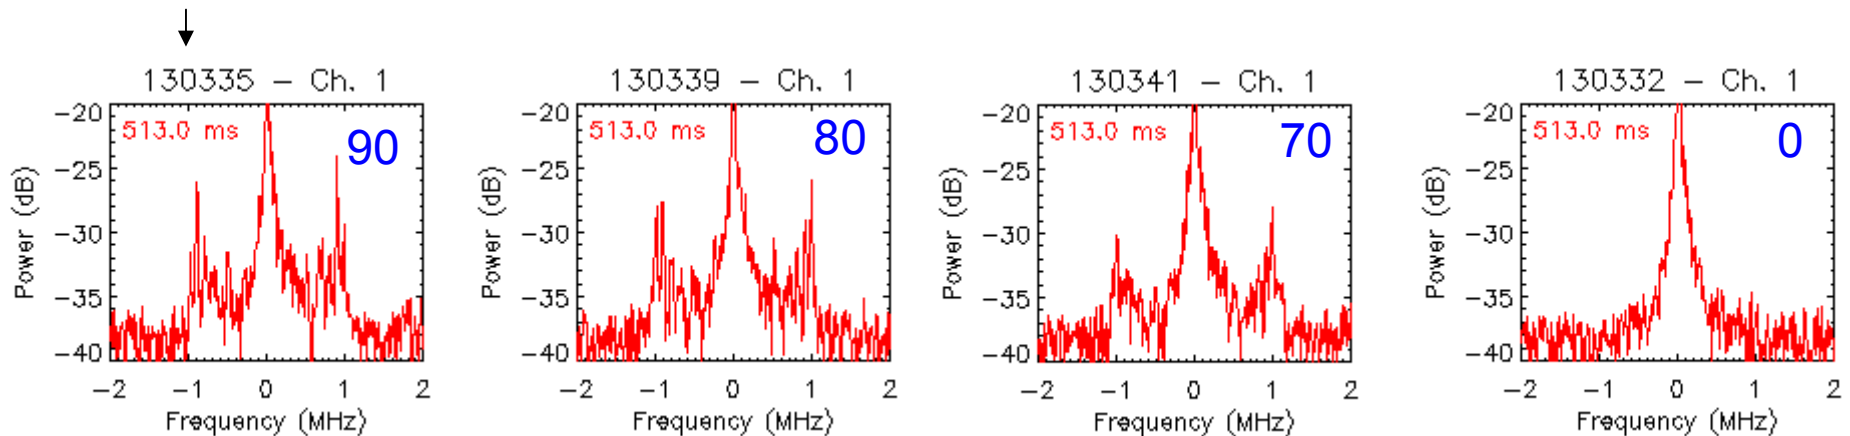 130335 – Ch. 1
513.0 ms
90
Power (dB)
−20
−25
−30
−35
−40
−2 −1 0 1 2
Frequency (MHz)
130339 – Ch. 1
513.0 ms
80
Power (dB)
−20
−25
−30
−35
−40
−2 −1 0 1 2
Frequency (MHz)
130341 – Ch. 1
513.0 ms
70
Power (dB)
−20
−25
−30
−35
−40
−2 −1 0 1 2
Frequency (MHz)
130332 – Ch. 1
513.0 ms
0
Power (dB)
−20
−25
−30
−35
−40
−2 −1 0 1 2
Frequency (MHz)